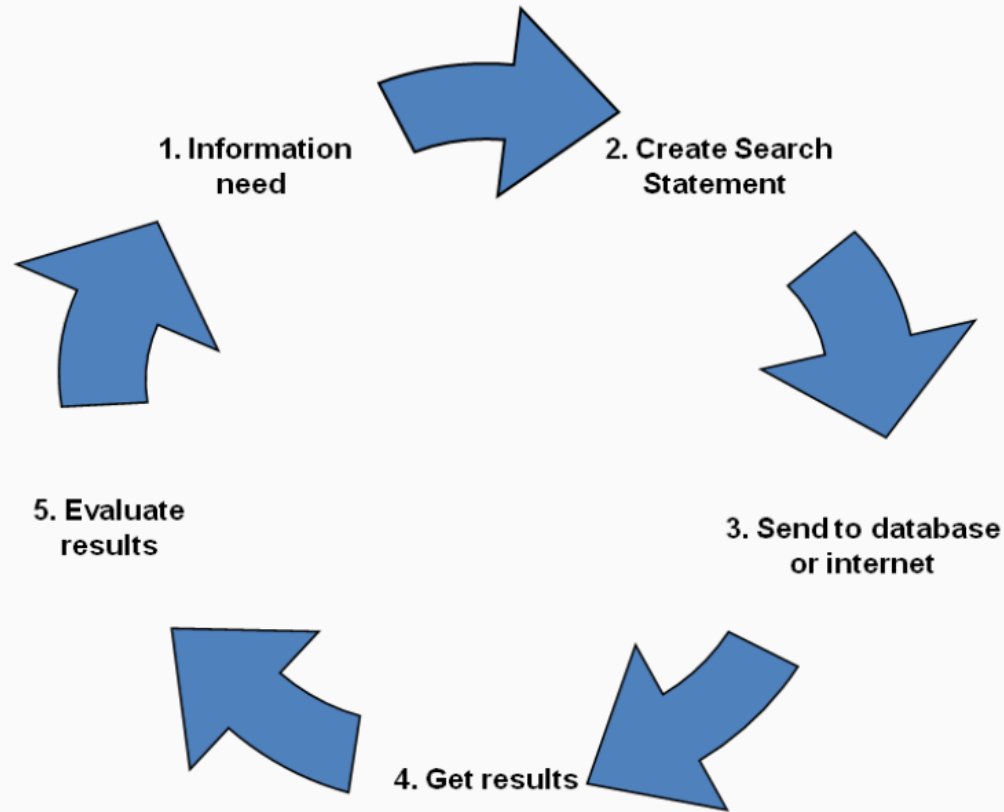 1. Information
need
2. Create Search
Statement
3. Send to database
or internet
4. Get results
5. Evaluate
results